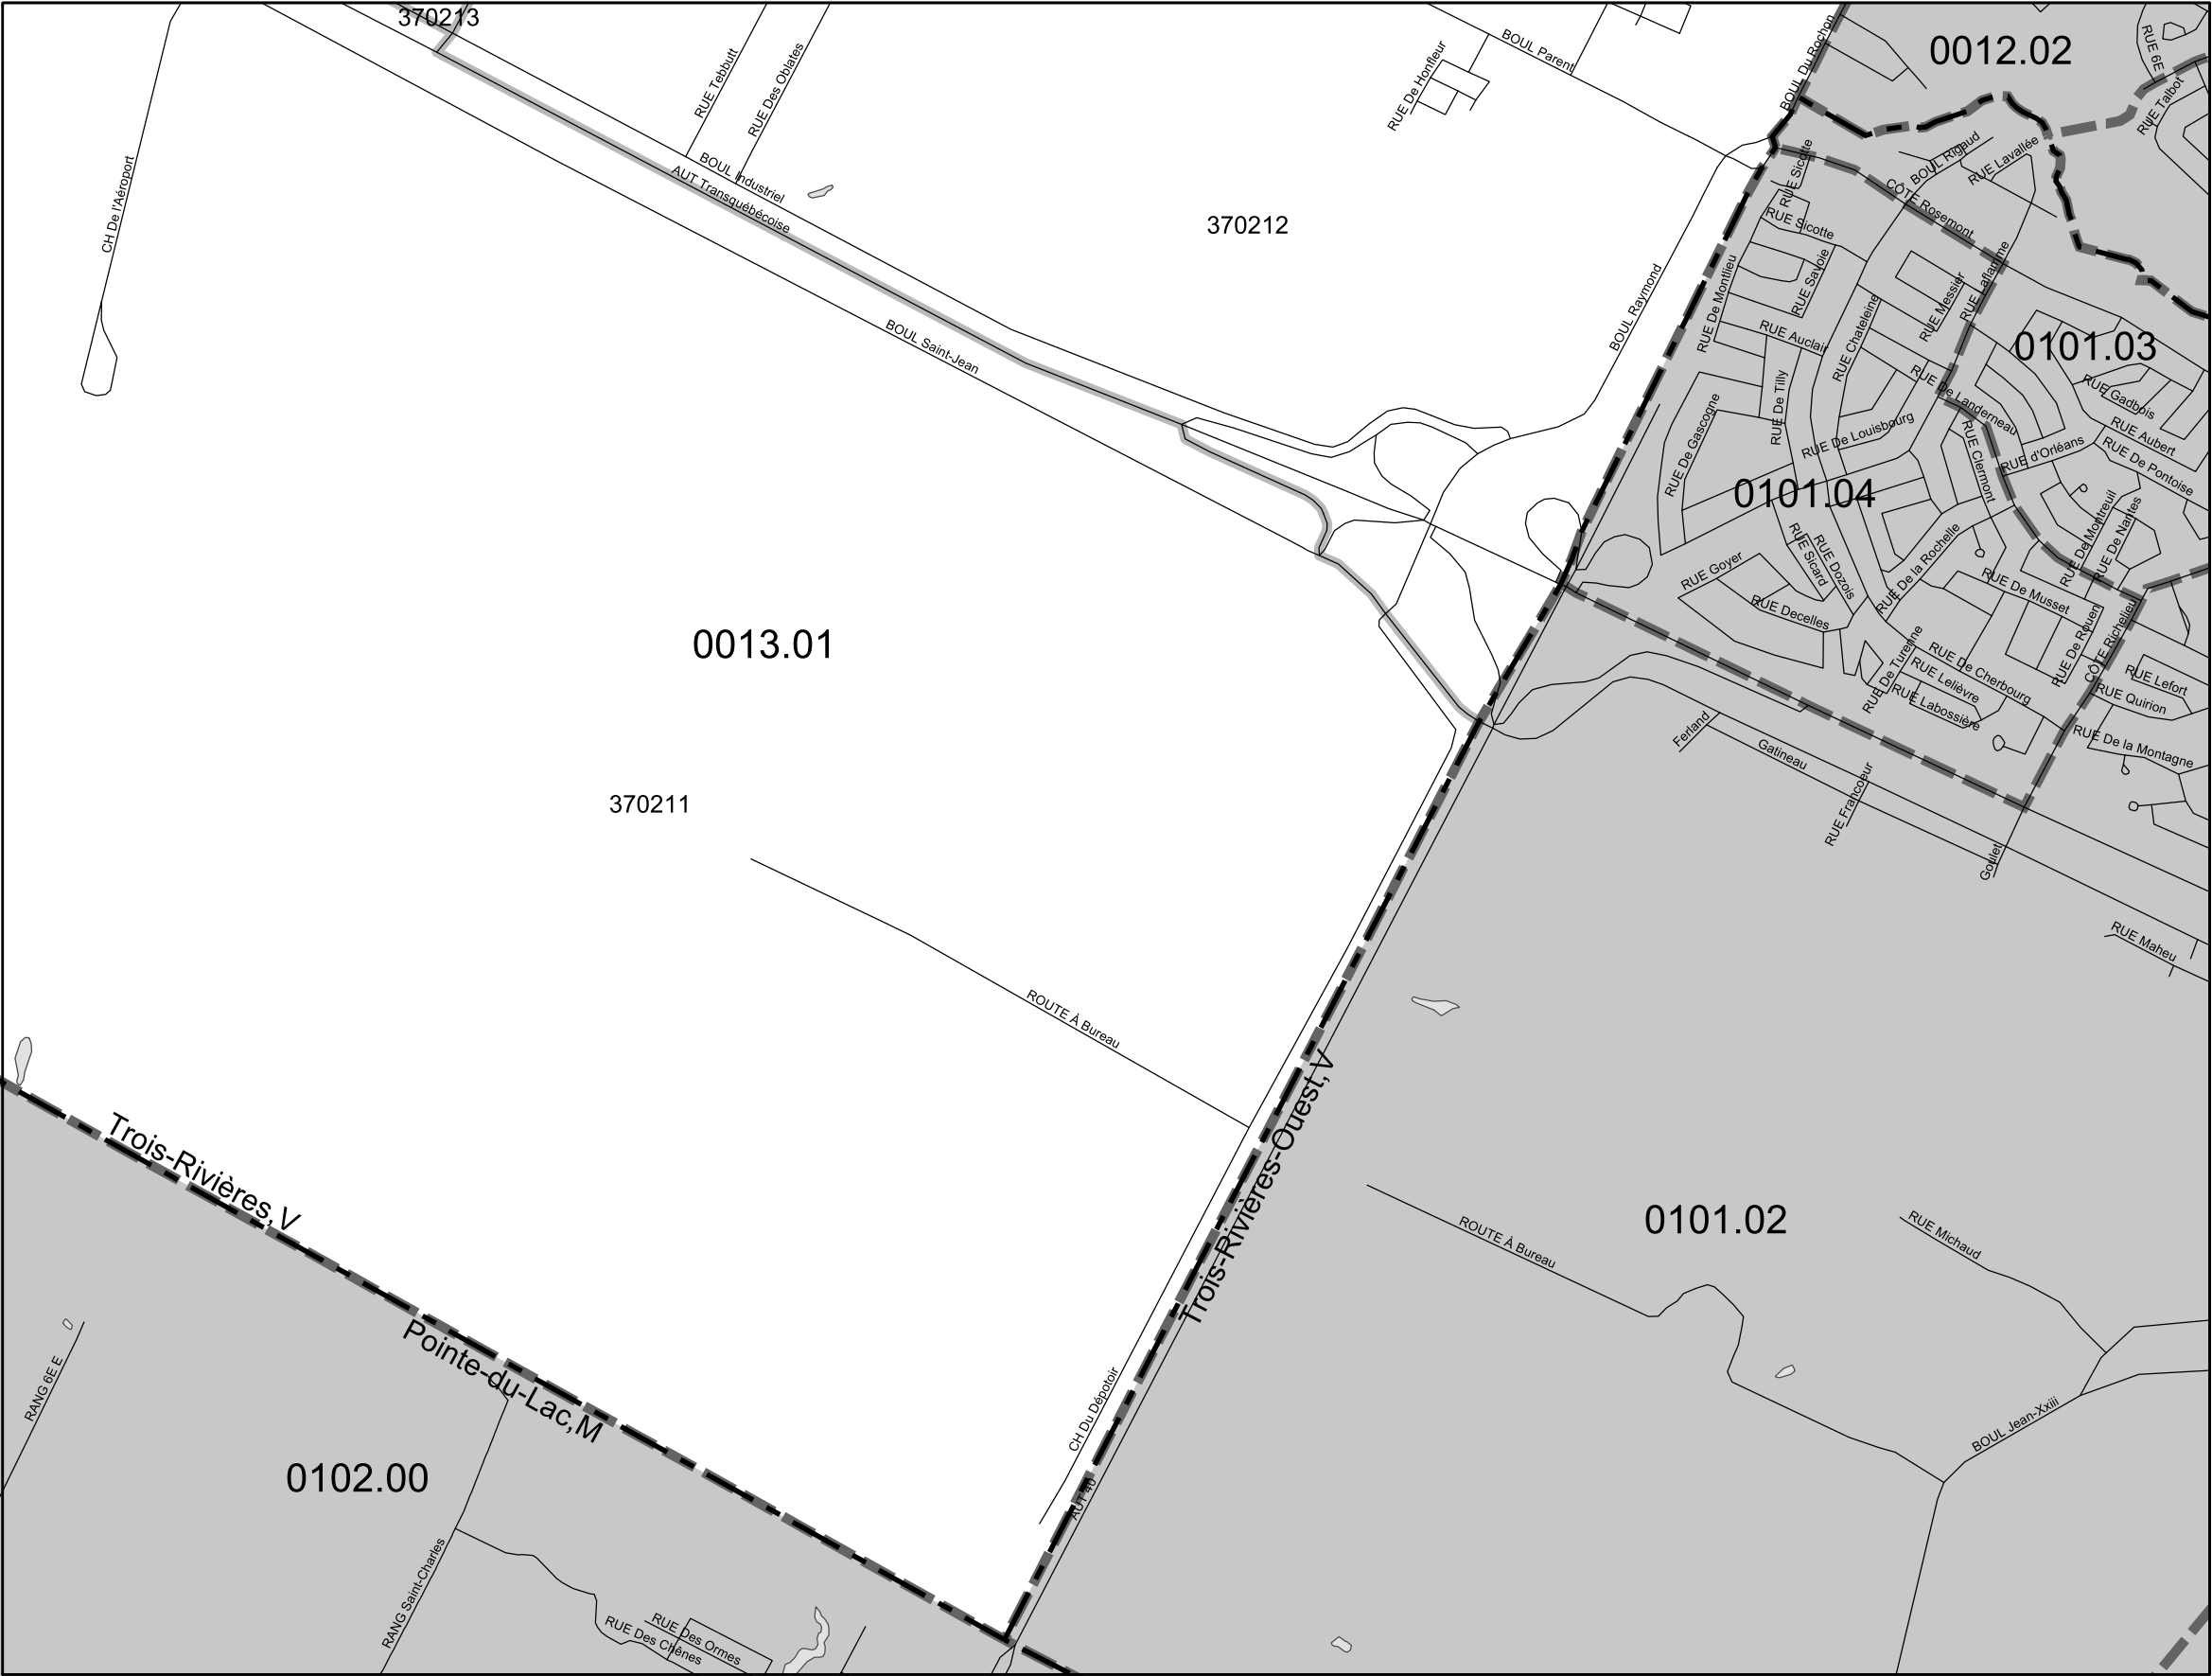 370213
BOUL Parent
BOUL Du Rochon
0012.02
RUE 6E
RUE Tebbutt
RUE Des Oblates
RUE De Honfleur
RUE Talbot
CH De l'Aéroport
BOUL Industriel
AUT Transquébécoise
370212
RUE Sicotte
BOUL Rigaud
RUE Lavallée
CÔTE Rosemont
RUE Sicotte
BOUL Raymond
RUE De Montlieu
RUE Savoie
RUE Messier
RUE Laflamme
RUE Chateleine
BOUL Saint-Jean
RUE Auclair
0101.03
RUE De Tilly
RUE De Landerneau
RUE Gadbois
RUE De Gascogne
RUE De Louisbourg
RUE Aubert
RUE Clermont
RUE d'Orléans
RUE De Pontoise
0101.04
RUE De Montreuil
RUE De Nantes
RUE Sicard
RUE Dozois
RUE De la Rochelle
RUE Goyer
RUE De Musset
RUE Decelles
RUE De Rouen
CÔTE Richelieu
0013.01
RUE De Turenne
RUE De Cherbourg
RUE Lelièvre
RUE Labossière
RUE Lefort
RUE Quirion
Ferland
Gatineau
RUE De la Montagne
370211
RUE Francoeur
Goulet
RUE Maheu
ROUTE À Bureau
Trois-Rivières,V
Trois-Rivières-Ouest,V
0101.02
RUE Michaud
ROUTE À Bureau
Pointe-du-Lac,M
RANG 6E E
CH Du Dépotoir
BOUL Jean-Xxiii
0102.00
AUT 40
RANG Saint-Charles
RUE Des Ormes
RUE Des Chênes